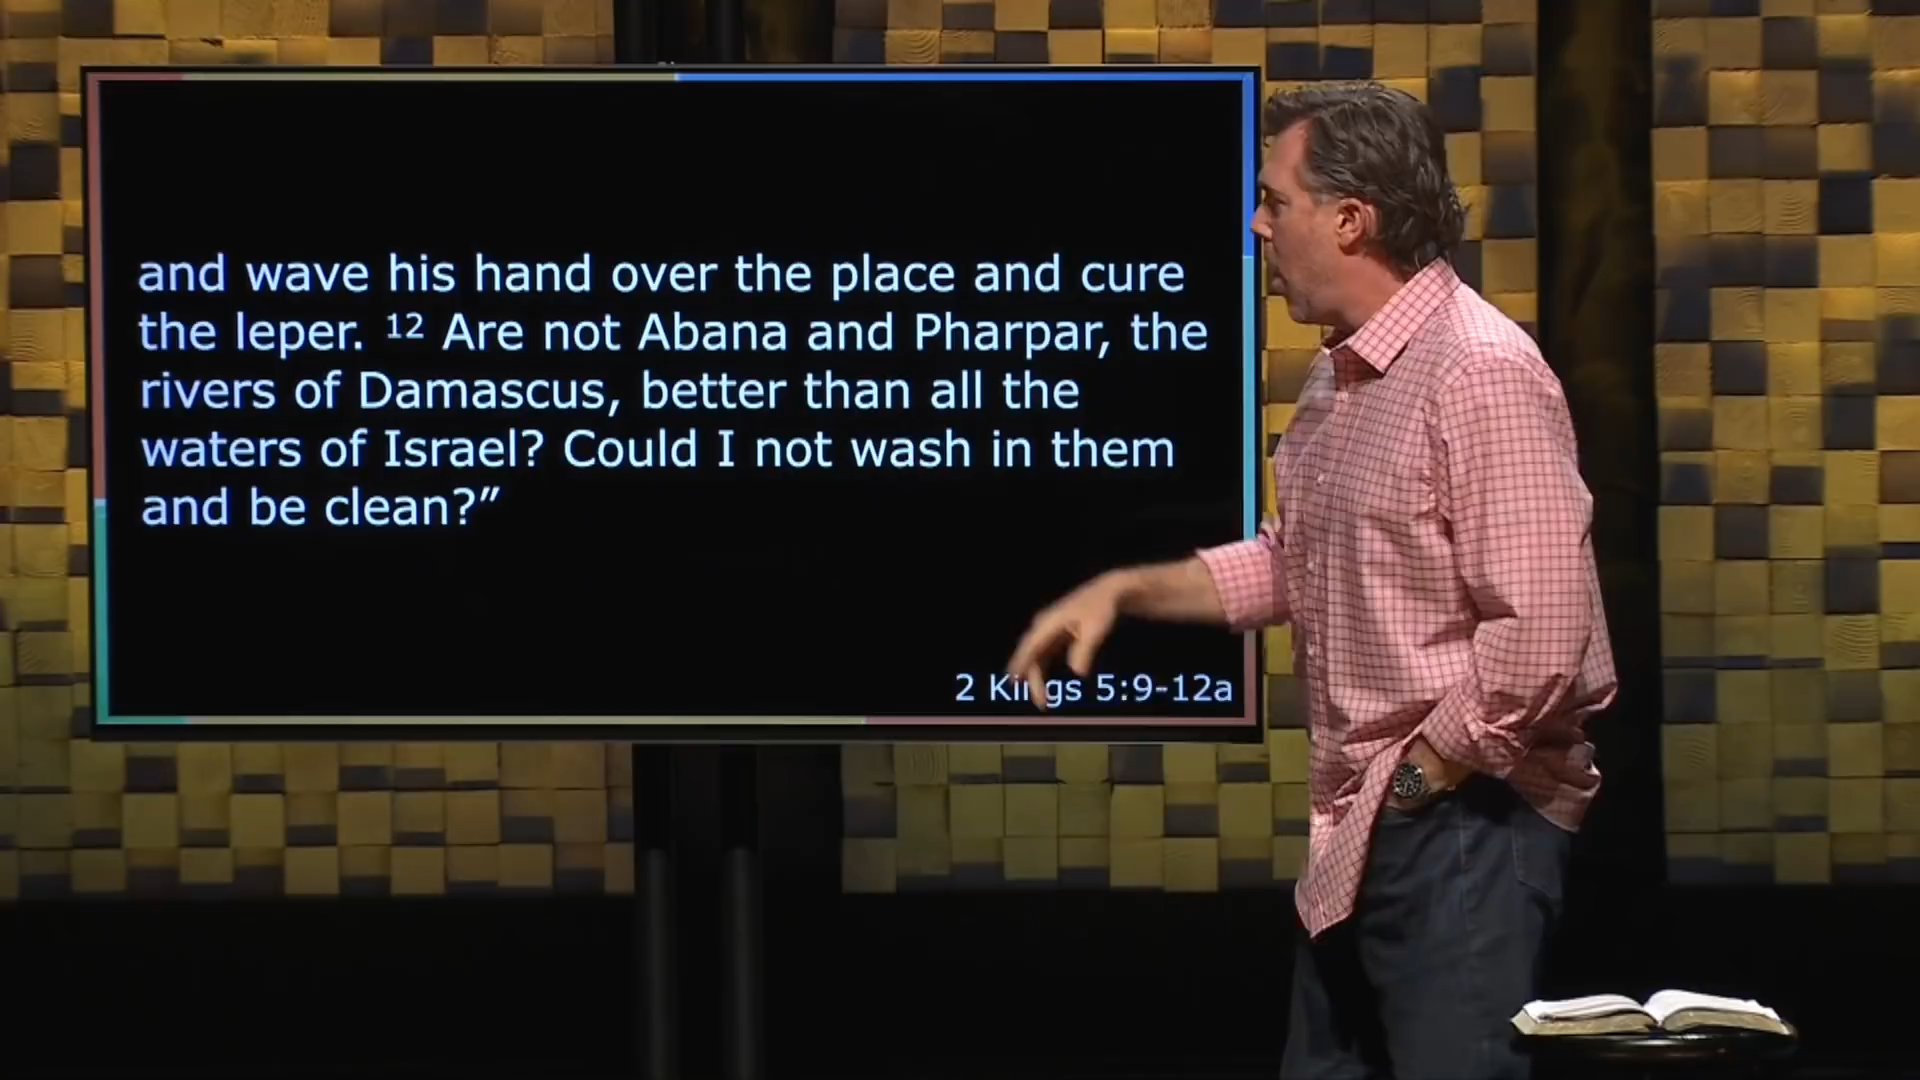 and wave his hand over the place and cure
the leper. ¹² Are not Abana and Pharpar, the
rivers of Damascus, better than all the
waters of Israel? Could I not wash in them
and be clean?”
2 Kings 5:9-12a